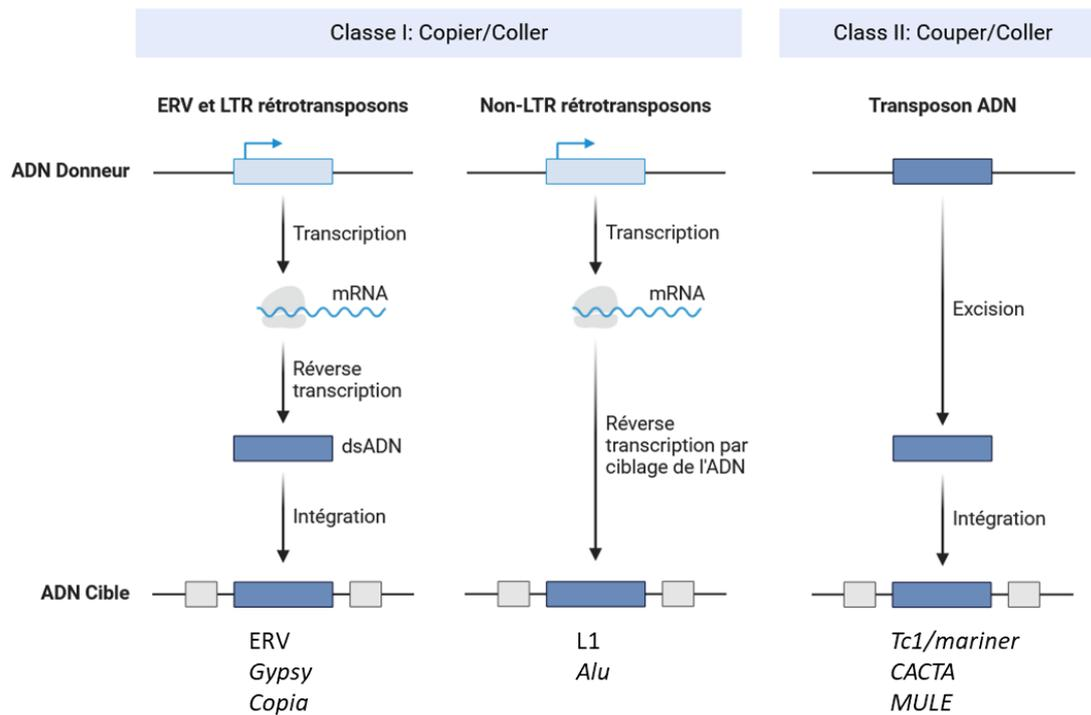 Classe I: Copier/Coller
Class II: Couper/Coller
ERV et LTR rétrotransposons
Non-LTR rétrotransposons
Transposon ADN
ADN Donneur
Transcription
Transcription
mRNA
mRNA
Excision
Réverse
transcription
Réverse
transcription par
ciblage de l'ADN
dsADN
Intégration
Intégration
ADN Cible
ERV
Gypsy
Copia
L1
Alu
Tc1/mariner
CACTA
MULE